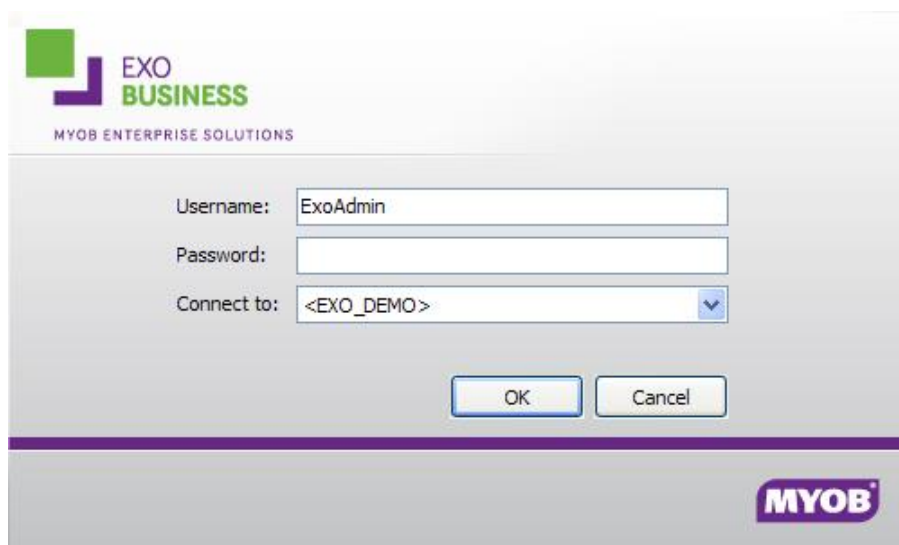 EXO
BUSINESS
MYOB ENTERPRISE SOLUTIONS
Username: ExoAdmin
Password:
Connect to: <EXO_DEMO>
OK Cancel
MYOB